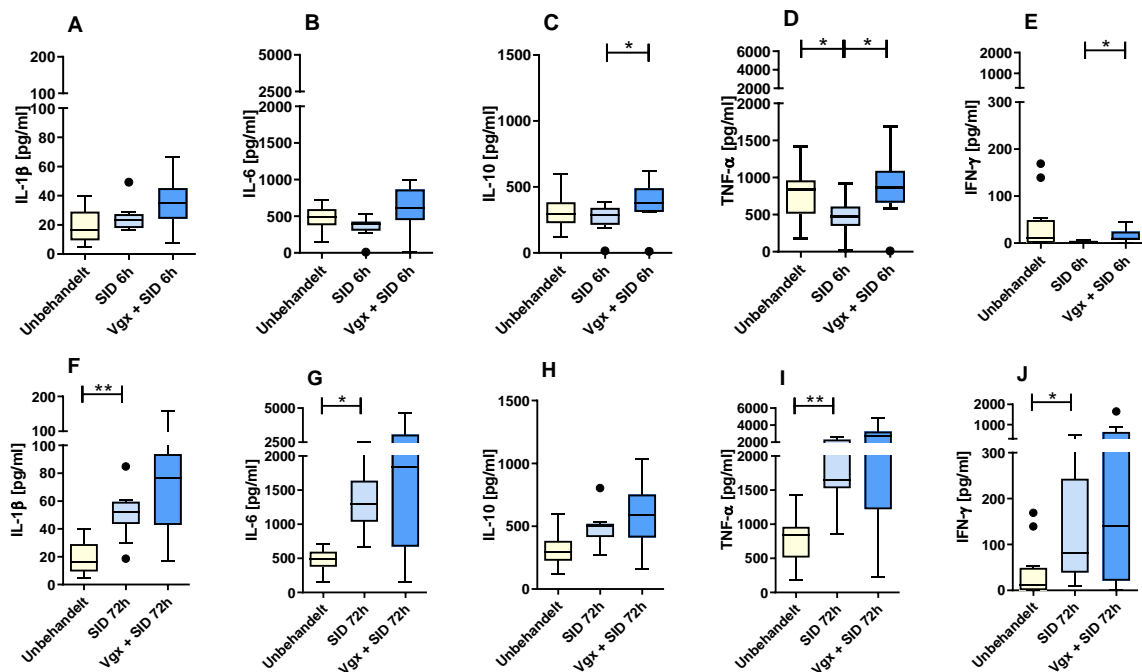 A
IL-1β [pg/ml]
200
100
60
40
20
0
Unbehandelt
SID 6h
Vgx + SID 6h
B
IL-6 [pg/ml]
5000
2500
2000
1500
1000
500
0
Unbehandelt
SID 6h
Vgx + SID 6h
C
IL-10 [pg/ml]
1500
1000
500
0
*
Unbehandelt
SID 6h
Vgx + SID 6h
D
TNF-α [pg/ml]
6000
4000
2000
1500
1000
500
0
* *
Unbehandelt
SID 6h
Vgx + SID 6h
E
IFN-γ [pg/ml]
2000
1000
300
200
100
0
*
Unbehandelt
SID 6h
Vgx + SID 6h
F
IL-1β [pg/ml]
200
100
80
60
40
20
0
**
Unbehandelt
SID 72h
Vgx + SID 72h
G
IL-6 [pg/ml]
5000
2500
2000
1500
1000
500
0
*
Unbehandelt
SID 72h
Vgx + SID 72h
H
IL-10 [pg/ml]
1500
1000
500
0
Unbehandelt
SID 72h
Vgx + SID 72h
I
TNF-α [pg/ml]
6000
4000
2000
1500
1000
500
0
**
Unbehandelt
SID 72h
Vgx + SID 72h
J
IFN-γ [pg/ml]
2000
1000
300
200
100
0
*
Unbehandelt
SID 72h
Vgx + SID 72h